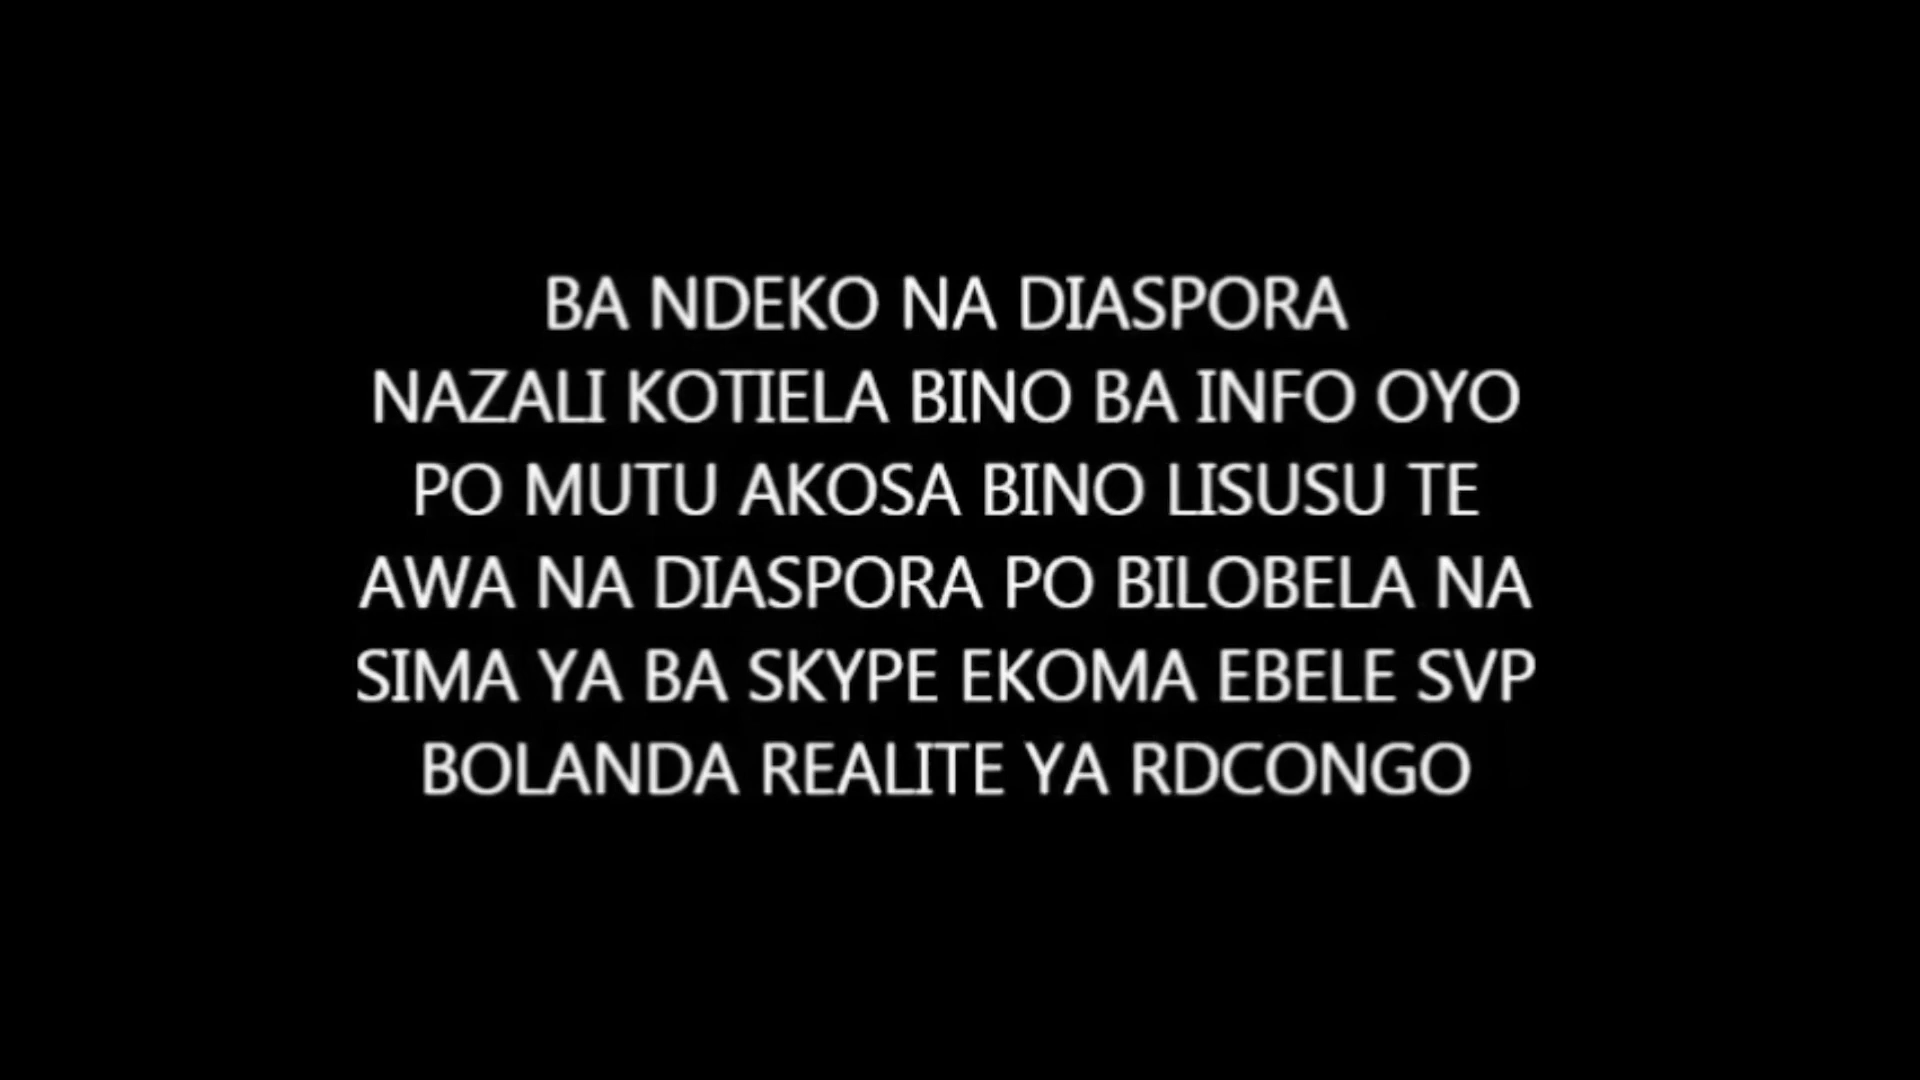 BA NDEKO NA DIASPORA
NAZALI KOTIELA BINO BA INFO OYO
PO MUTU AKOSA BINO LISUSU TE
AWA NA DIASPORA PO BILOBELA NA
SIMA YA BA SKYPE EKOMA EBELE SVP
BOLANDA REALITE YA RDCONGO